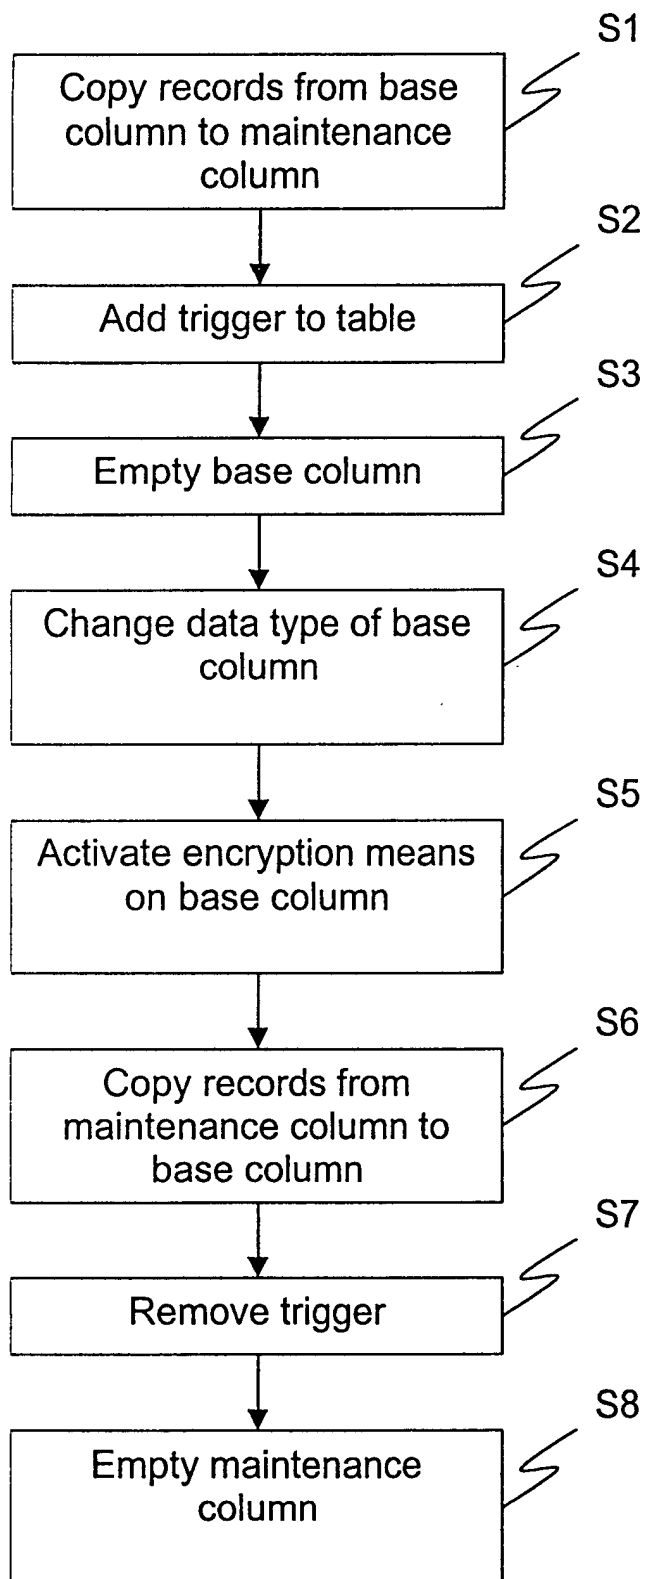 S1
Copy records from base
column to maintenance
column
S2
Add trigger to table
S3
Empty base column
S4
Change data type of base
column
S5
Activate encryption means
on base column
S6
Copy records from
maintenance column to
base column
S7
Remove trigger
S8
Empty maintenance
column